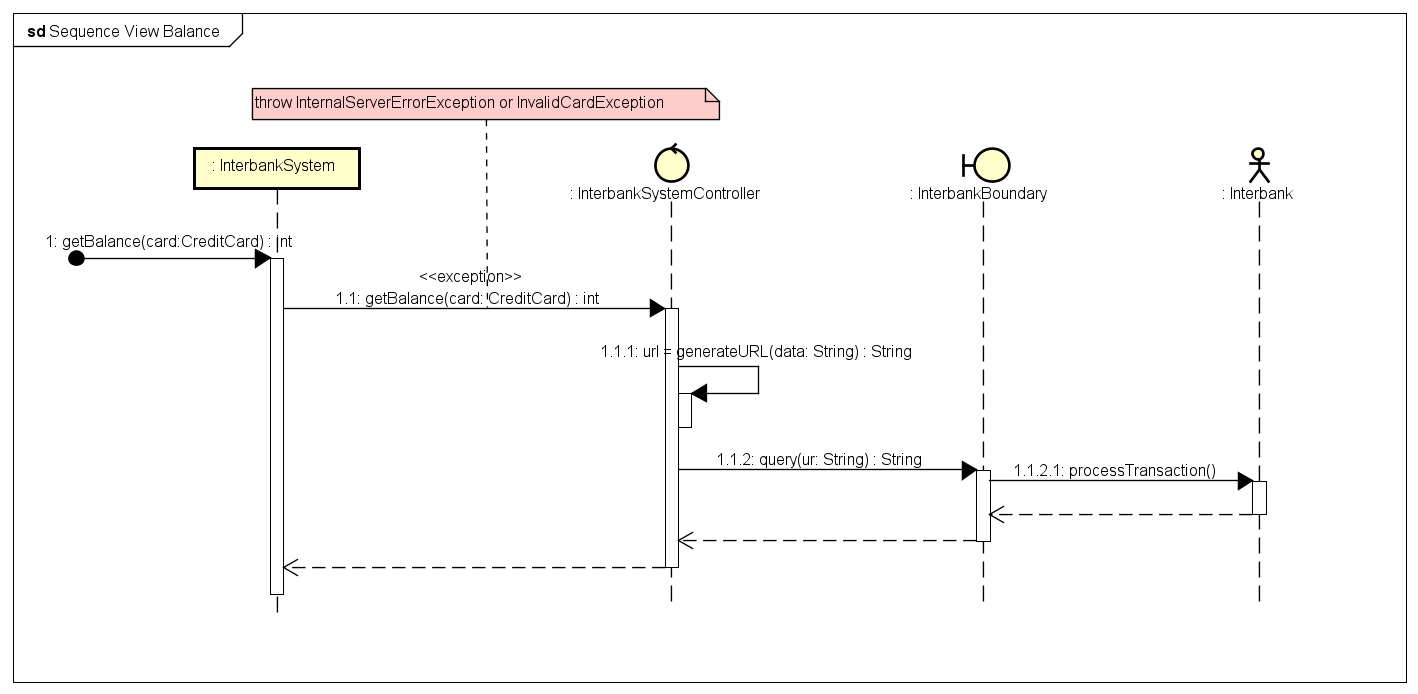 sd Sequence View Balance
throw InternalServerErrorException or InvalidCardException
: InterbankSystem
: InterbankSystemController
: InterbankBoundary
: Interbank
1: getBalance(card:CreditCard) : int
<<exception>>
1.1: getBalance(card: CreditCard) : int
1.1.1: url = generateURL(data: String) : String
1.1.2: query(ur: String) : String
1.1.2.1: processTransaction()